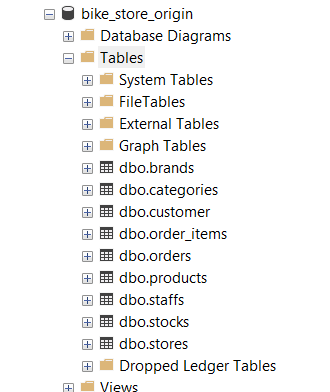 bike_store_origin
Database Diagrams
Tables
System Tables
FileTables
External Tables
Graph Tables
dbo.brands
dbo.categories
dbo.customer
dbo.order_items
dbo.orders
dbo.products
dbo.staffs
dbo.stocks
dbo.stores
Dropped Ledger Tables
Views